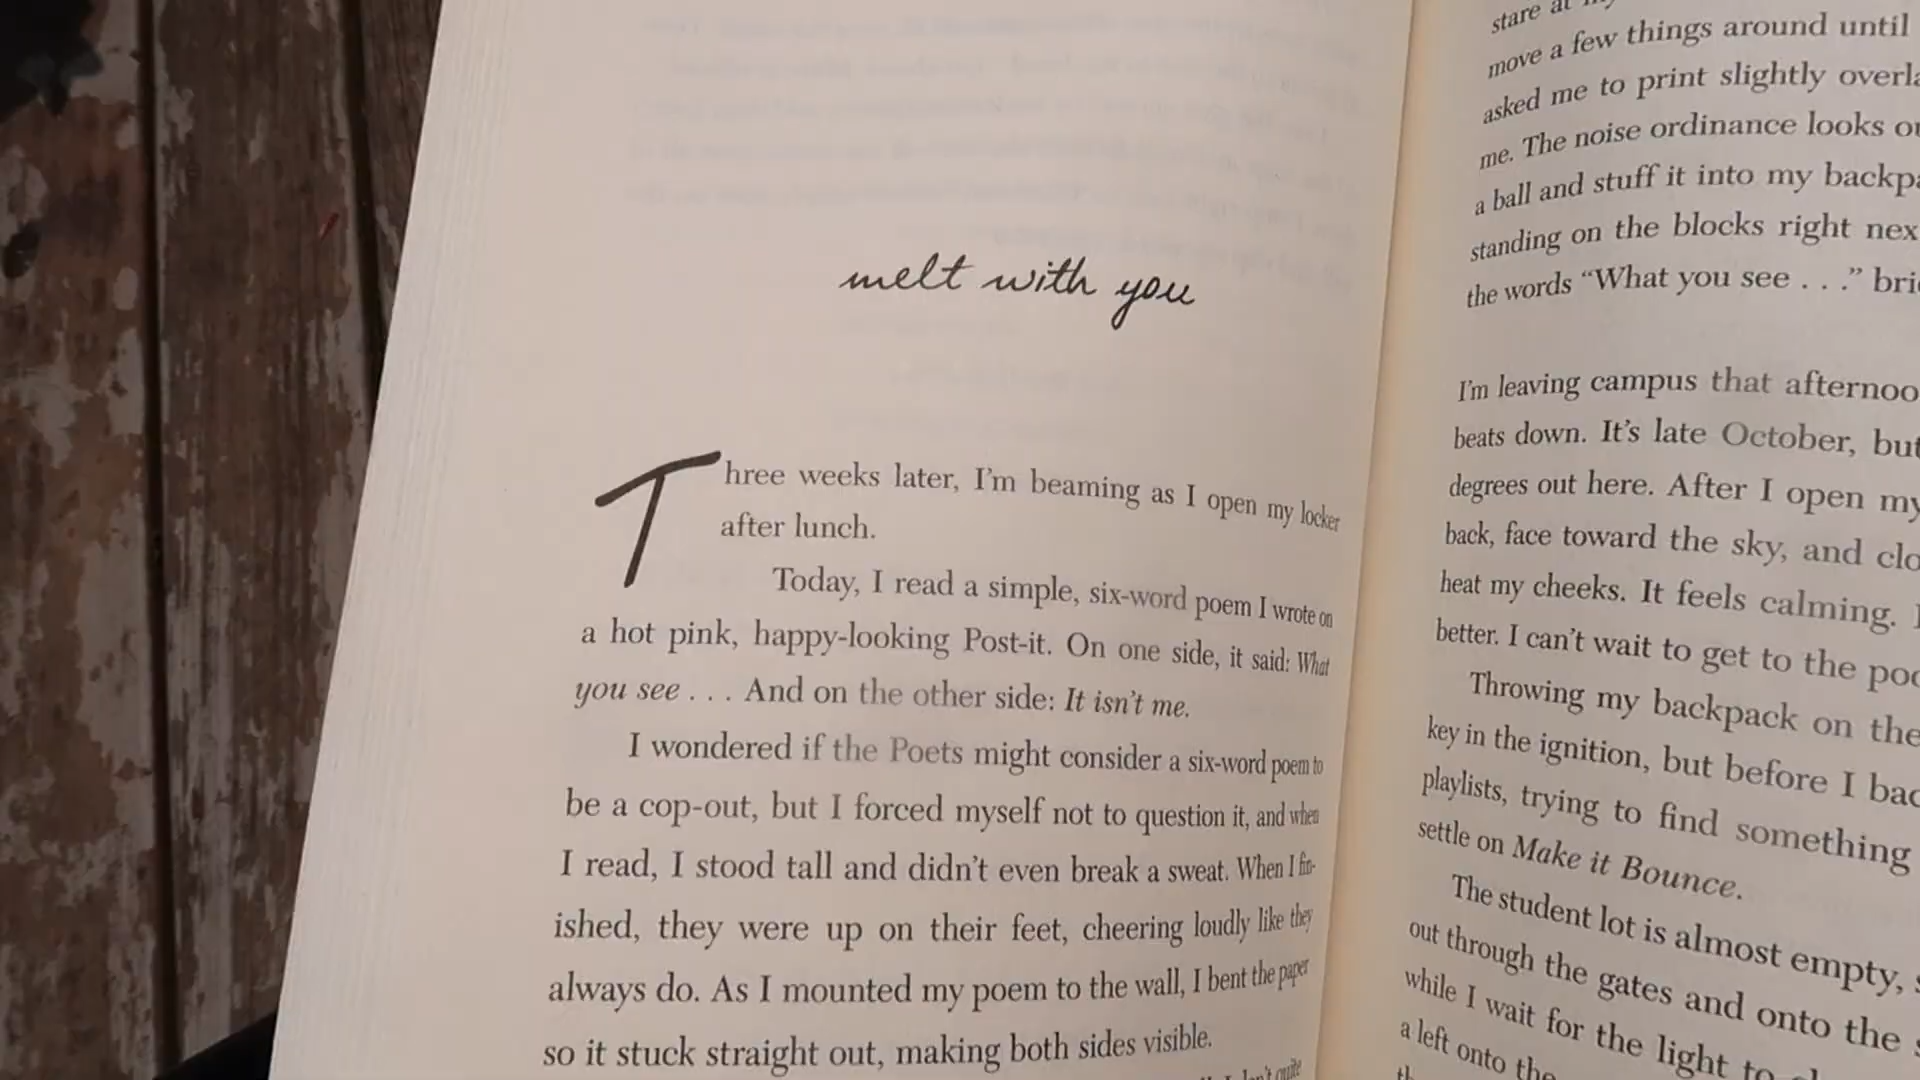 melt with you
Three weeks later, I'm beaming as I open my locker
after lunch.
Today, I read a simple, six-word poem I wrote on
a hot pink, happy-looking Post-it. On one side, it said: What
you see . . . And on the other side: It isn't me.
I wondered if the Poets might consider a six-word poem to
be a cop-out, but I forced myself not to question it, and when
I read, I stood tall and didn't even break a sweat. When I fin-
ished, they were up on their feet, cheering loudly like they
always do. As I mounted my poem to the wall, I bent the paper
so it stuck straight out, making both sides visible.
stare at
move a few things around until
asked me to print slightly
me. The noise ordinance looks
a ball and stuff it into my
standing on the blocks right
the words “What you see . . .”
I'm leaving campus that
beats down. It's late October, but
degrees out here. After I open my
back, face toward the sky, and
heat my cheeks. It feels calming.
better. I can't wait to get to the
Throwing my backpack on the
key in the ignition, but before I
playlists, trying to find something
settle on Make it Bounce.
The student lot is almost empty,
out through the gates and onto the
while I wait for the light to
a left onto the